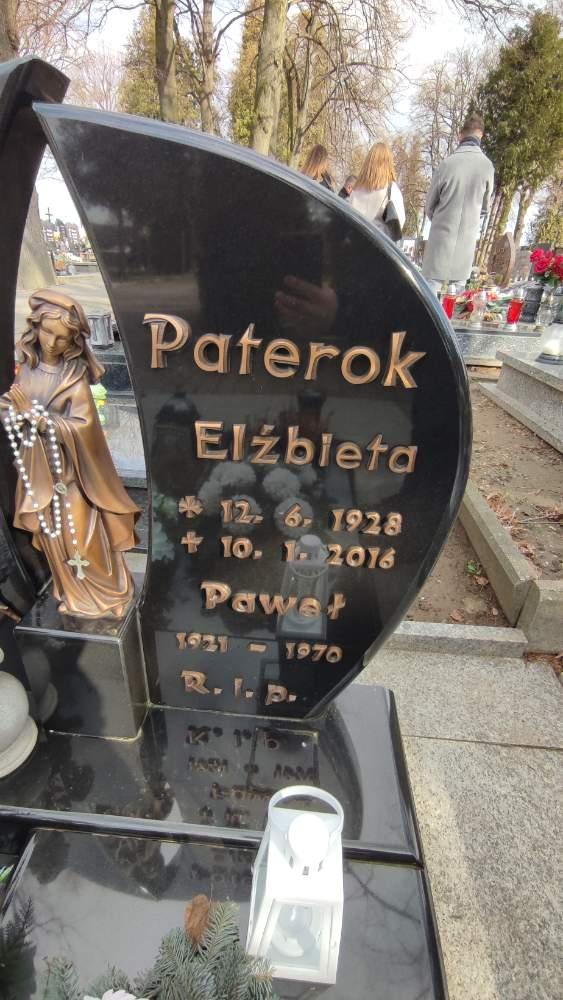 Paterok
Elżbieta
* 12. 6. 1928
+ 10. 1. 2016
Paweł
1921 - 1970
R. I. p.